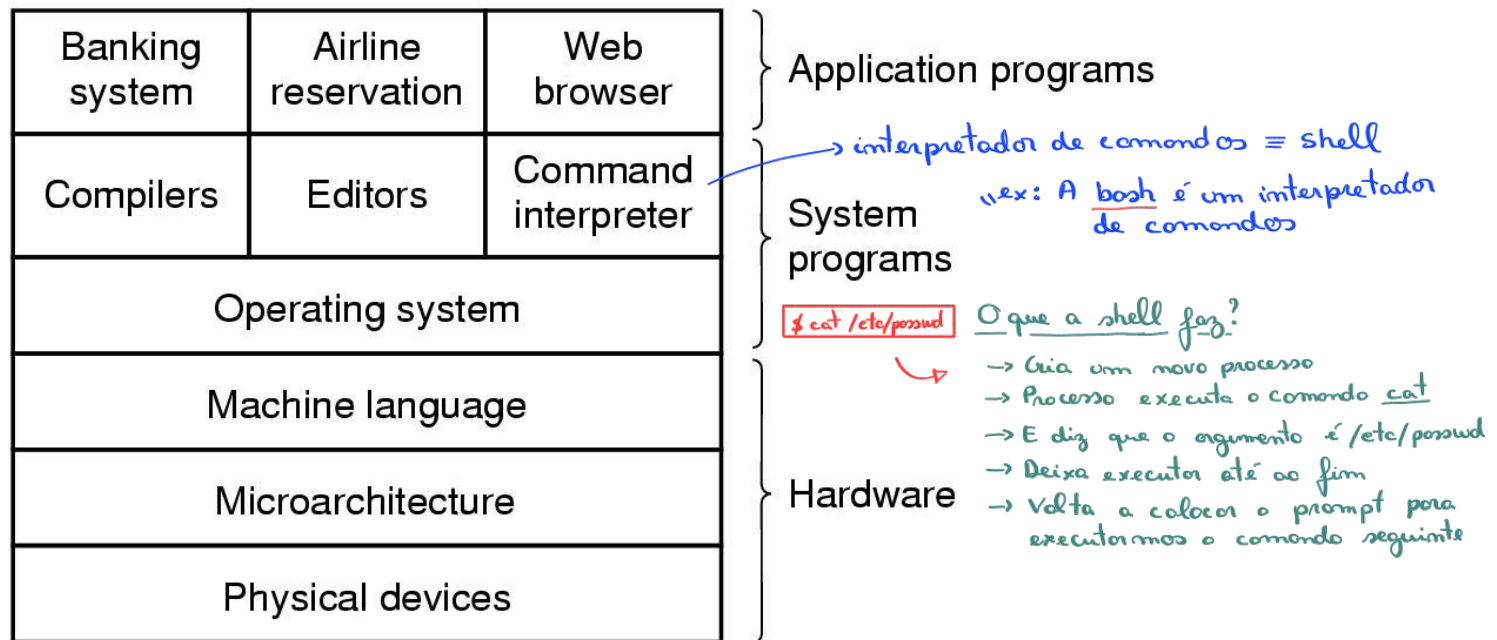 Banking
system
Airline
reservation
Web
browser
Application programs
Compilers
Editors
Command
interpreter
→ interpretador de comandos ≡ shell
"ex: A bash é um interpretador
de comandos
System
programs
Operating system
$ cat /etc/passwd
O que a shell faz?
→ Cria um novo processo
→ Processo executa o comando cat
→ E diz que o argumento é /etc/passwd
→ Deixa executar até ao fim
→ Volta a colocar o prompt para
executarmos o comando seguinte
Machine language
Microarchitecture
Hardware
Physical devices